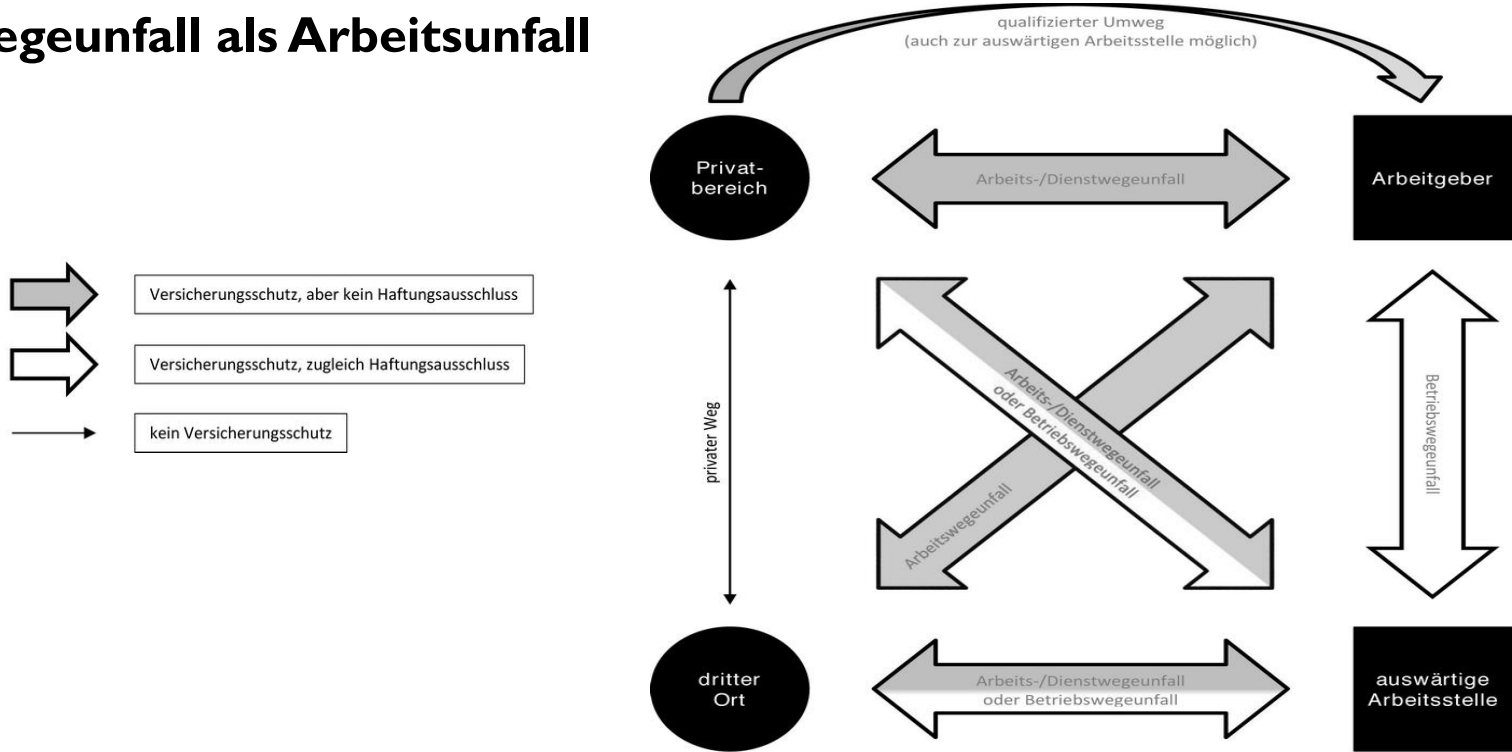 egeunfall als Arbeitsunfall
qualifizierter Umweg
(auch zur auswärtigen Arbeitsstelle möglich)
Privat-
bereich
Arbeits-/Dienstwegeunfall
Arbeitgeber
Versicherungsschutz, aber kein Haftungsausschluss
Versicherungsschutz, zugleich Haftungsausschluss
kein Versicherungsschutz
privater Weg
Arbeits-/Dienstwegeunfall
oder Betriebswegeunfall
Arbeitswegeunfall
Betriebswegeunfall
dritter
Ort
Arbeits-/Dienstwegeunfall
oder Betriebswegeunfall
auswärtige
Arbeitsstelle